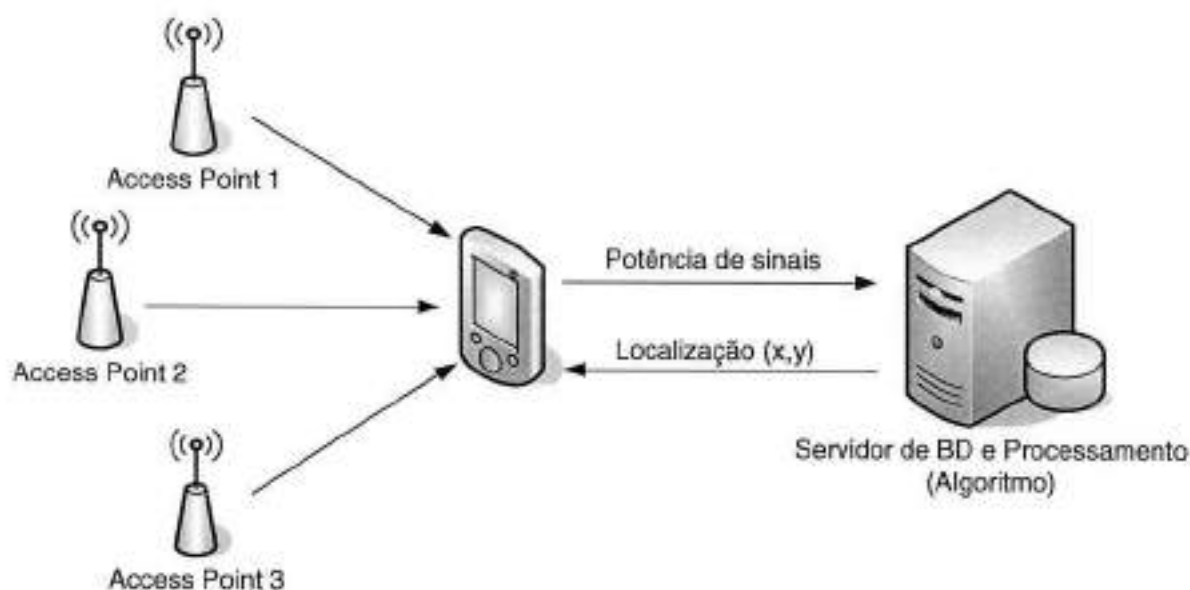 Access Point 1
Potência de sinais
Access Point 2
Localização (x,y)
Servidor de BD e Processamento
(Algoritmo)
Access Point 3